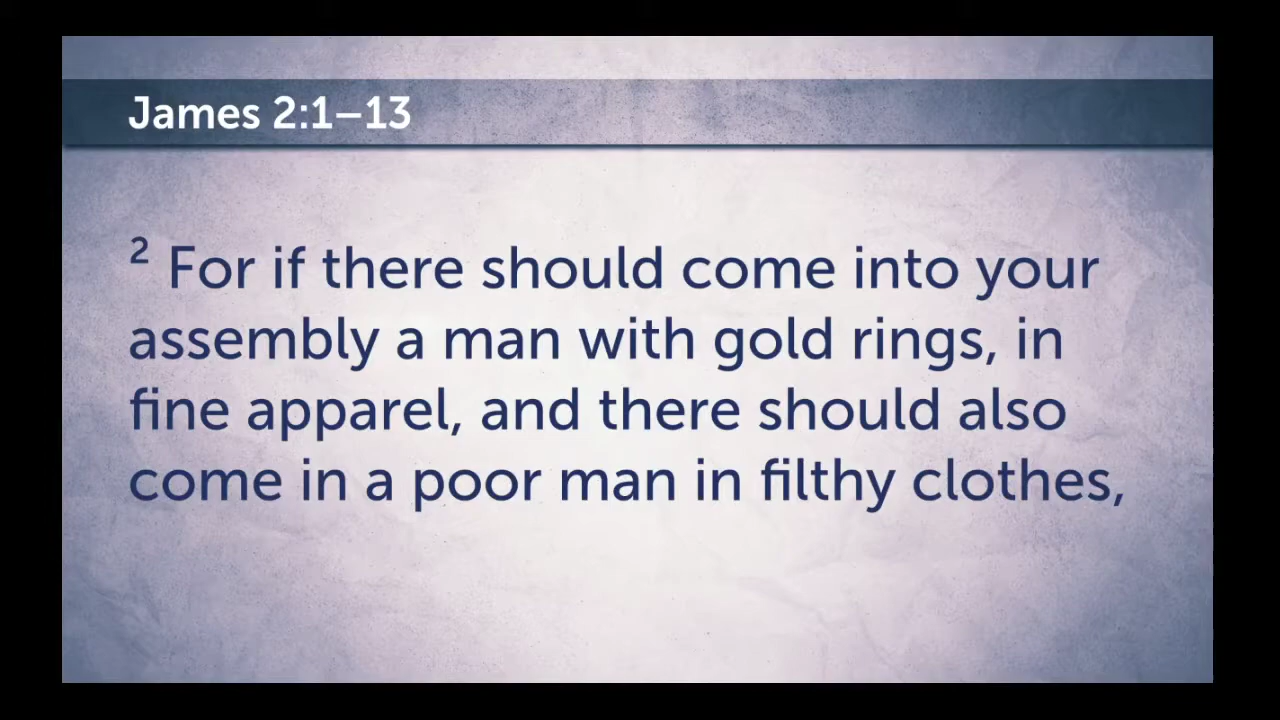 James 2:1–13
² For if there should come into your
assembly a man with gold rings, in
fine apparel, and there should also
come in a poor man in filthy clothes,